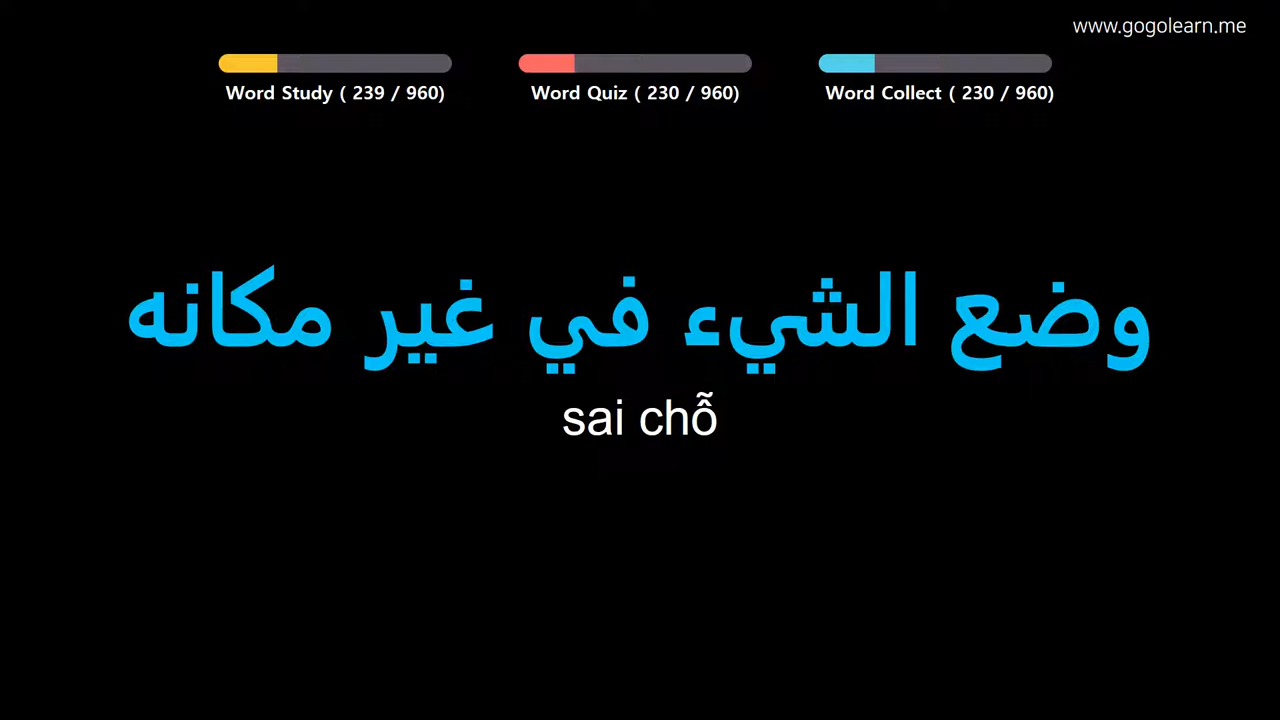 www.gogolearn.me
Word Study ( 239 / 960)
Word Quiz ( 230 / 960)
Word Collect ( 230 / 960)
وضع الشيء في غير مكانه
sai chỗ